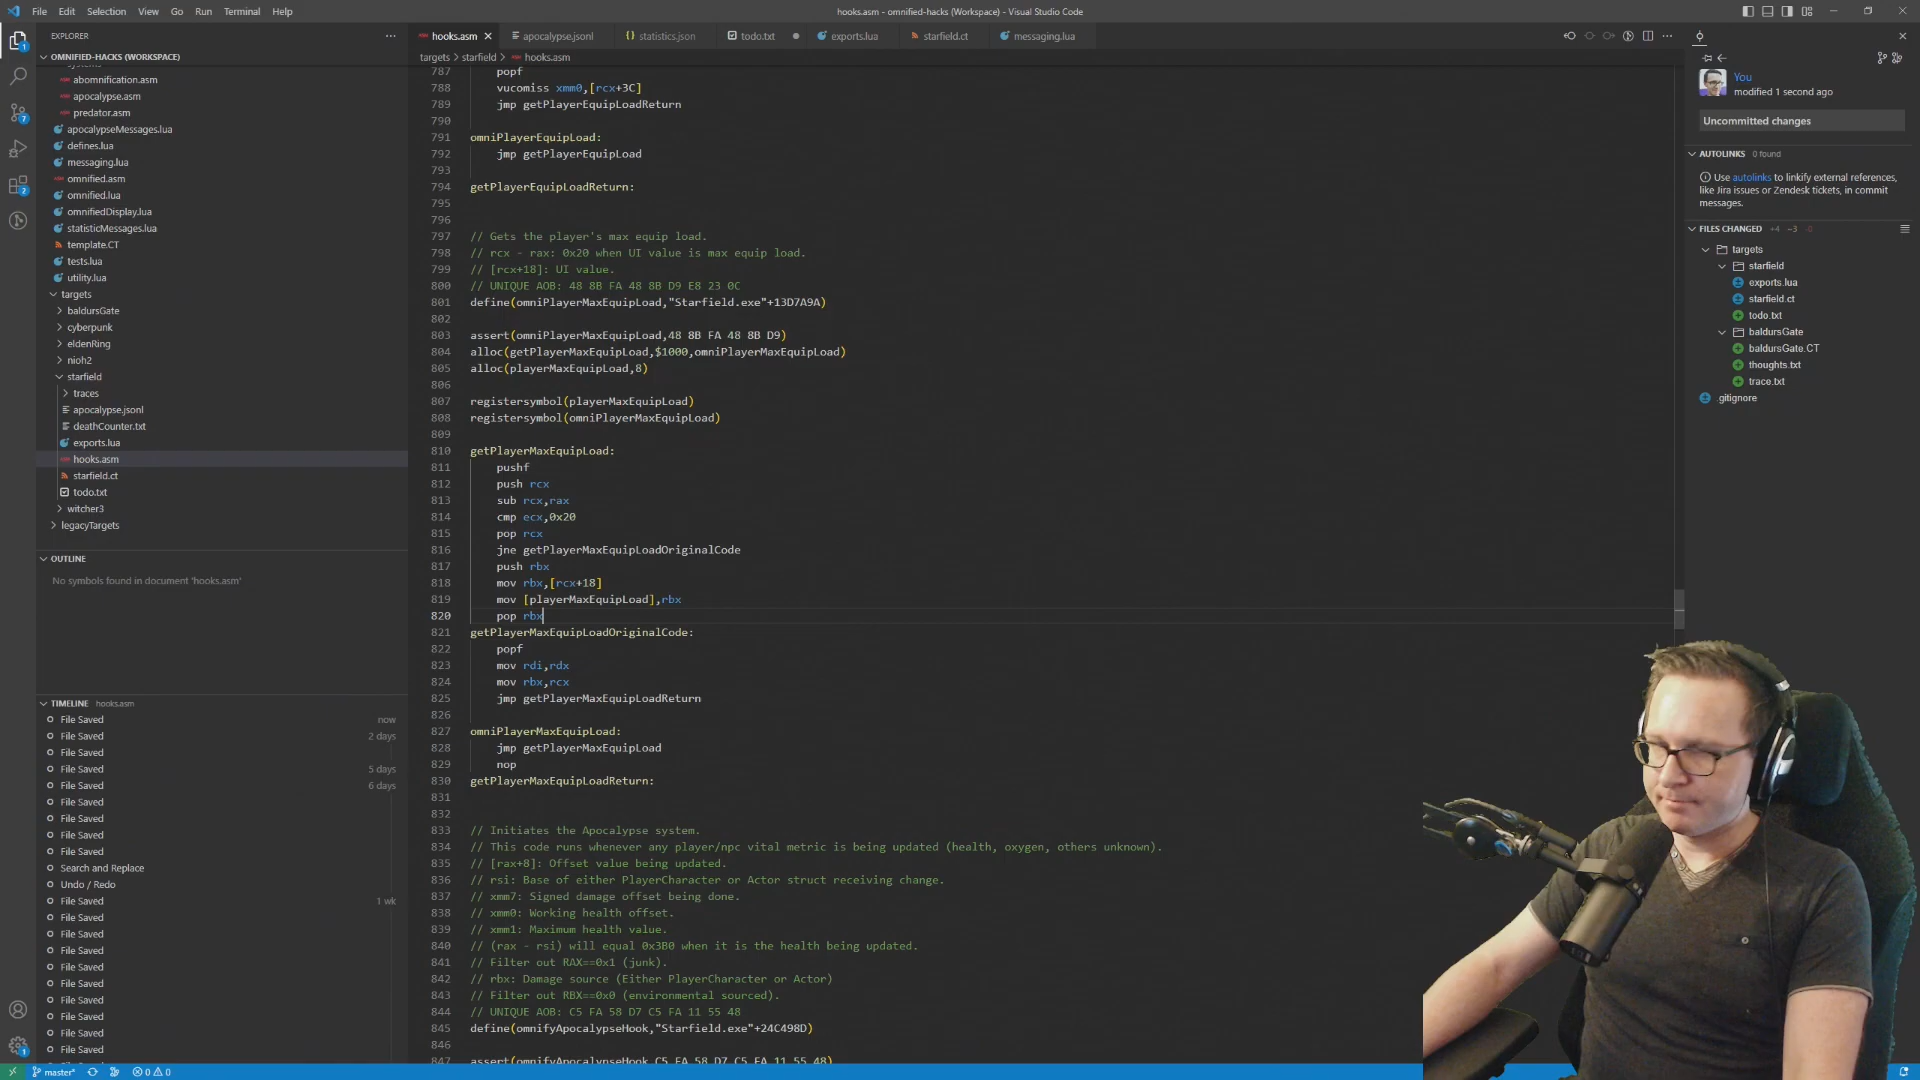 File Edit Selection View Go Run Terminal Help
hooks.asm - omnified-hacks (Workspace) - Visual Studio Code
EXPLORER
OMNIFIED-HACKS (WORKSPACE)
abomnification.asm
apocalypse.asm
predator.asm
apocalypseMessages.lua
defines.lua
messaging.lua
omnified.asm
omnified.lua
omnifiedDisplay.lua
statisticMessages.lua
template.CT
tests.lua
utility.lua
targets
baldursGate
cyberpunk
eldenRing
nioh2
starfield
traces
apocalypse.jsonl
deathCounter.txt
exports.lua
hooks.asm
starfield.ct
todo.txt
witcher3
legacyTargets
OUTLINE
No symbols found in document 'hooks.asm'
TIMELINE hooks.asm
File Saved now
File Saved 2 days
File Saved
File Saved 5 days
File Saved 6 days
File Saved
File Saved
File Saved
File Saved
Search and Replace
Undo / Redo
File Saved 1 wk
File Saved
File Saved
File Saved
File Saved
File Saved
File Saved
File Saved
File Saved
File Saved
master*
0 0
hooks.asm apocalypse.jsonl statistics.json todo.txt exports.lua starfield.ct messaging.lua
targets > starfield > hooks.asm
787 popf
788 vucomiss xmm0,[rcx+3C]
789 jmp getPlayerEquipLoadReturn
790
791 omniPlayerEquipLoad:
792 jmp getPlayerEquipLoad
793
794 getPlayerEquipLoadReturn:
795
796
797 // Gets the player's max equip load.
798 // rcx - rax: 0x20 when UI value is max equip load.
799 // [rcx+18]: UI value.
800 // UNIQUE AOB: 48 8B FA 48 8B D9 E8 23 0C
801 define(omniPlayerMaxEquipLoad,"Starfield.exe"+13D7A9A)
802
803 assert(omniPlayerMaxEquipLoad,48 8B FA 48 8B D9)
804 alloc(getPlayerMaxEquipLoad,$1000,omniPlayerMaxEquipLoad)
805 alloc(playerMaxEquipLoad,8)
806
807 registersymbol(playerMaxEquipLoad)
808 registersymbol(omniPlayerMaxEquipLoad)
809
810 getPlayerMaxEquipLoad:
811 pushf
812 push rcx
813 sub rcx,rax
814 cmp ecx,0x20
815 pop rcx
816 jne getPlayerMaxEquipLoadOriginalCode
817 push rbx
818 mov rbx,[rcx+18]
819 mov [playerMaxEquipLoad],rbx
820 pop rbx
821 getPlayerMaxEquipLoadOriginalCode:
822 popf
823 mov rdi,rdx
824 mov rbx,rcx
825 jmp getPlayerMaxEquipLoadReturn
826
827 omniPlayerMaxEquipLoad:
828 jmp getPlayerMaxEquipLoad
829 nop
830 getPlayerMaxEquipLoadReturn:
831
832
833 // Initiates the Apocalypse system.
834 // This code runs whenever any player/npc vital metric is being updated (health, oxygen, others unknown).
835 // [rax+8]: Offset value being updated.
836 // rsi: Base of either PlayerCharacter or Actor struct receiving change.
837 // xmm7: Signed damage offset being done.
838 // xmm0: Working health offset.
839 // xmm1: Maximum health value.
840 // (rax - rsi) will equal 0x3B0 when it is the health being updated.
841 // Filter out RAX==0x1 (junk).
842 // rbx: Damage source (Either PlayerCharacter or Actor)
843 // Filter out RBX==0x0 (environmental sourced).
844 // UNIQUE AOB: C5 FA 58 D7 C5 FA 11 55 48
845 define(omnifyApocalypseHook,"Starfield.exe"+24C498D)
847 assert(omnifyApocalypseHook,C5 FA 58 D7 C5 FA 11 55 48)
You
modified 1 second ago
Uncommitted changes
AUTOLINKS 0 found
Use autolinks to linkify external references,
like Jira issues or Zendesk tickets, in commit
messages.
FILES CHANGED +4 ~3 -0
targets
starfield
exports.lua
starfield.ct
todo.txt
baldursGate
baldursGate.CT
thoughts.txt
trace.txt
.gitignore